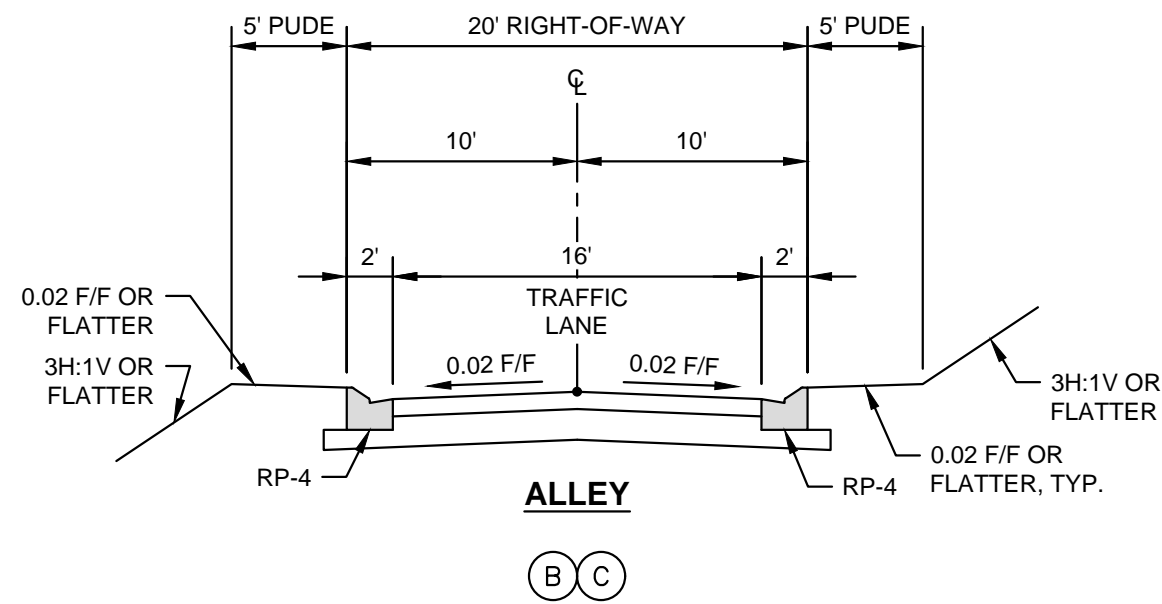 5' PUDE
20' RIGHT-OF-WAY
5' PUDE
℄
10'
10'
2'
16'
2'
TRAFFIC
LANE
0.02 F/F OR
FLATTER
3H:1V OR
FLATTER
0.02 F/F
0.02 F/F
3H:1V OR
FLATTER
0.02 F/F OR
FLATTER, TYP.
RP-4
RP-4
ALLEY
B C